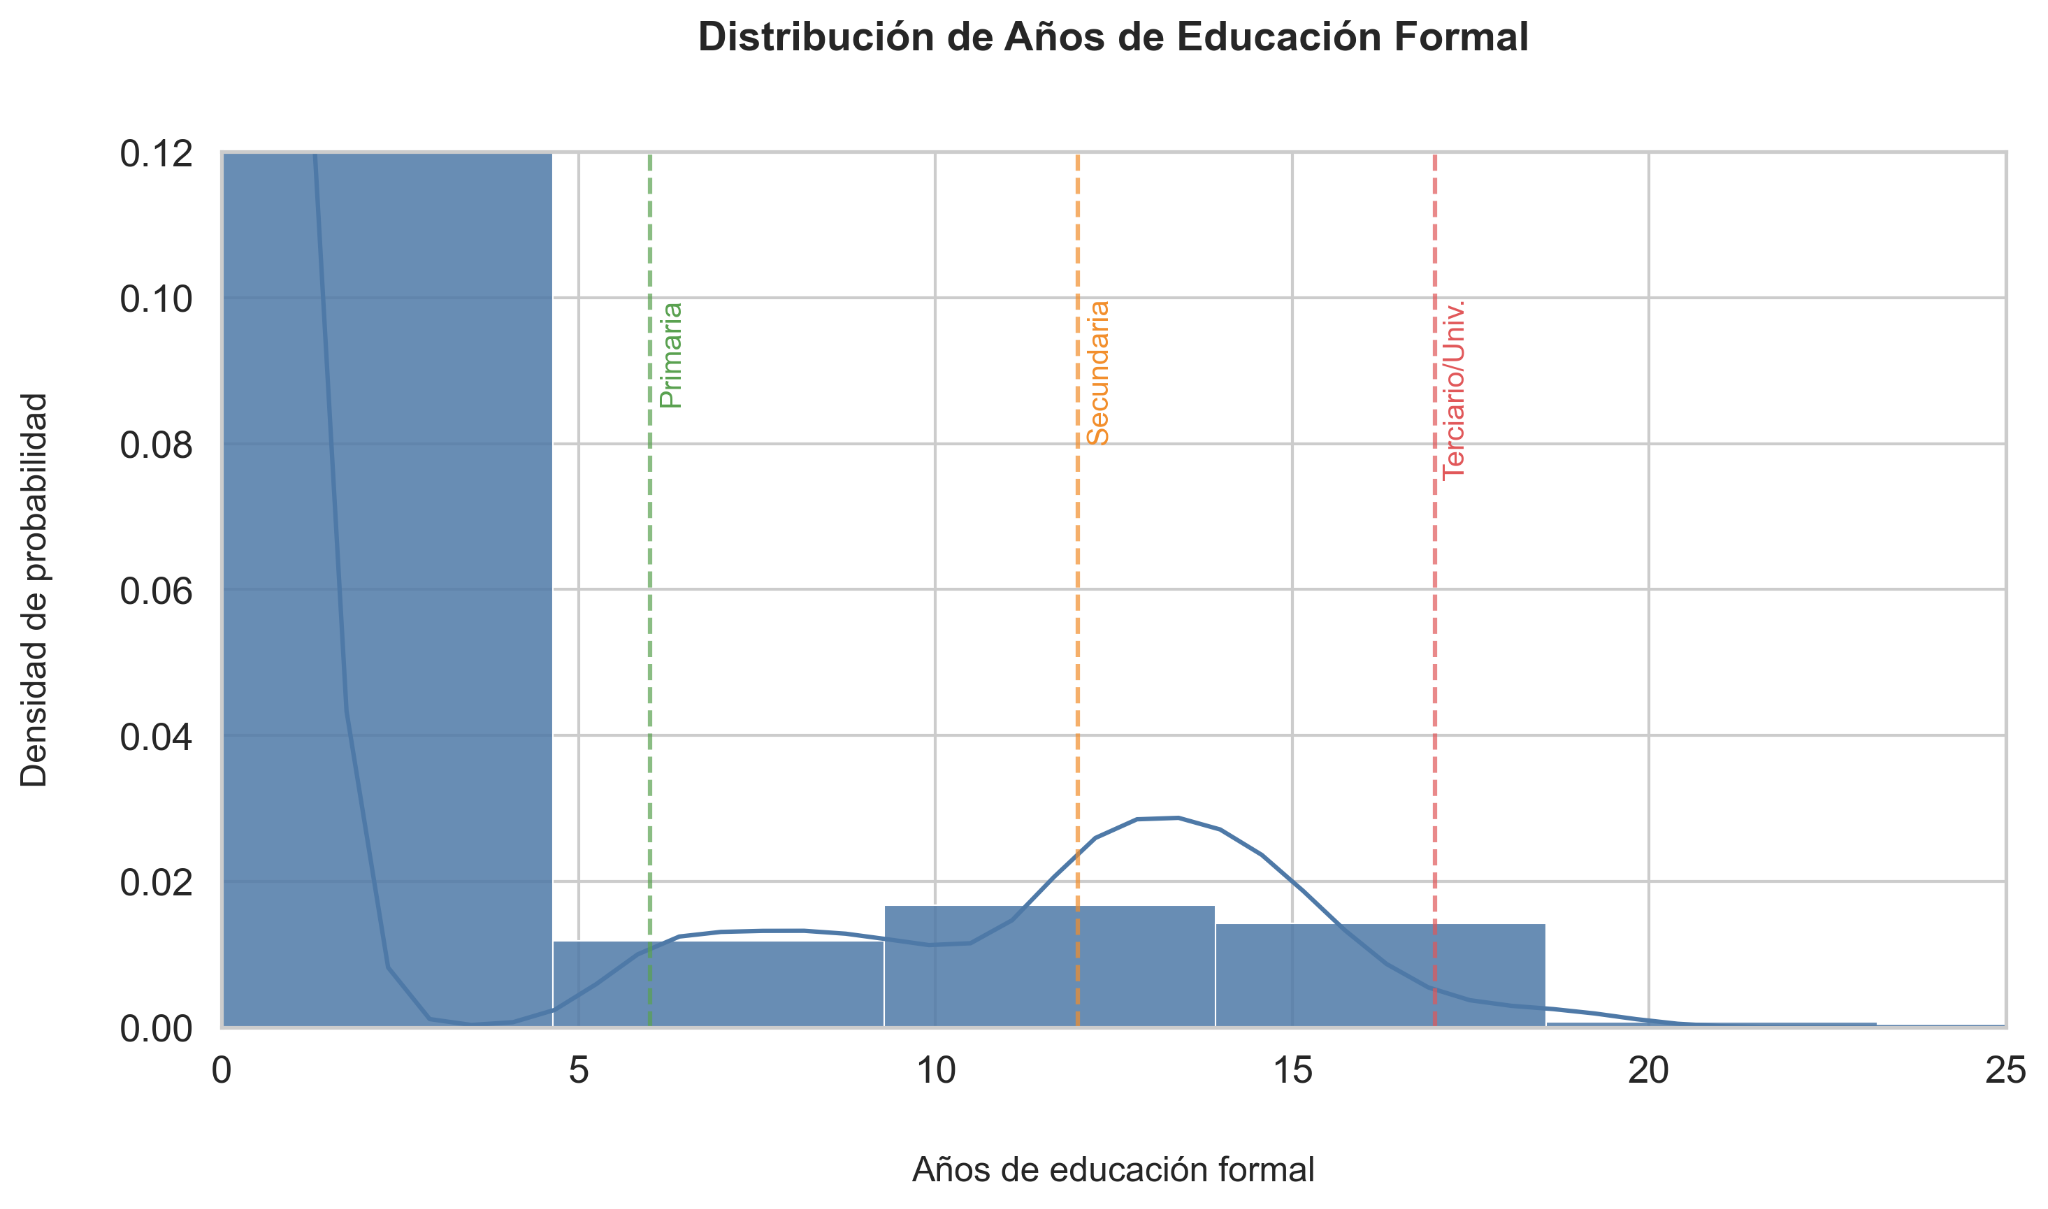 Distribución de Años de Educación Formal
0.12
0.10
0.08
0.06
0.04
0.02
0.00
Densidad de probabilidad
Primaria
Secundaria
Terciario/Univ.
0 5 10 15 20 25
Años de educación formal